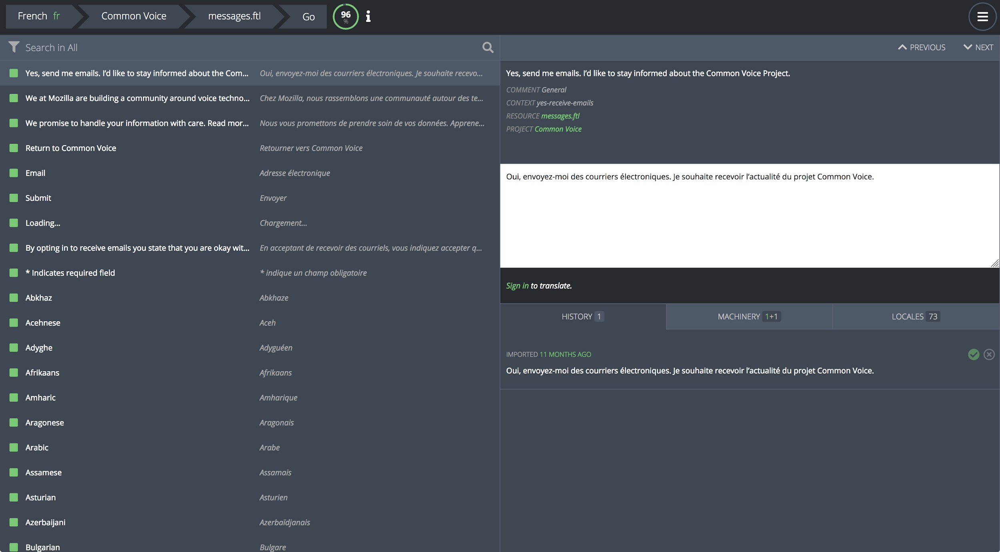 French fr
Common Voice
messages.ftl
Go
96
%
Search in All
PREVIOUS
NEXT
Yes, send me emails. I’d like to stay informed about the Com...
Oui, envoyez-moi des courriers électroniques. Je souhaite recevo...
We at Mozilla are building a community around voice techno...
Chez Mozilla, nous rassemblons une communauté autour des te...
We promise to handle your information with care. Read mor...
Nous vous promettons de prendre soin de vos données. Apprene...
Return to Common Voice
Retourner vers Common Voice
Email
Adresse électronique
Submit
Envoyer
Loading...
Chargement...
By opting in to receive emails you state that you are okay wit...
En acceptant de recevoir des courriels, vous indiquez accepter q...
* Indicates required field
* indique un champ obligatoire
Abkhaz
Abkhaze
Acehnese
Aceh
Adyghe
Adyguéen
Afrikaans
Afrikaans
Amharic
Amharique
Aragonese
Aragonais
Arabic
Arabe
Assamese
Assamais
Asturian
Asturien
Azerbaijani
Azerbaïdjanais
Bulgarian
Bulgare
Yes, send me emails. I’d like to stay informed about the Common Voice Project.
COMMENT General
CONTEXT yes-receive-emails
RESOURCE messages.ftl
PROJECT Common Voice
Oui, envoyez-moi des courriers électroniques. Je souhaite recevoir l’actualité du projet Common Voice.
Sign in to translate.
HISTORY 1
MACHINERY 1+1
LOCALES 73
IMPORTED 11 MONTHS AGO
Oui, envoyez-moi des courriers électroniques. Je souhaite recevoir l’actualité du projet Common Voice.